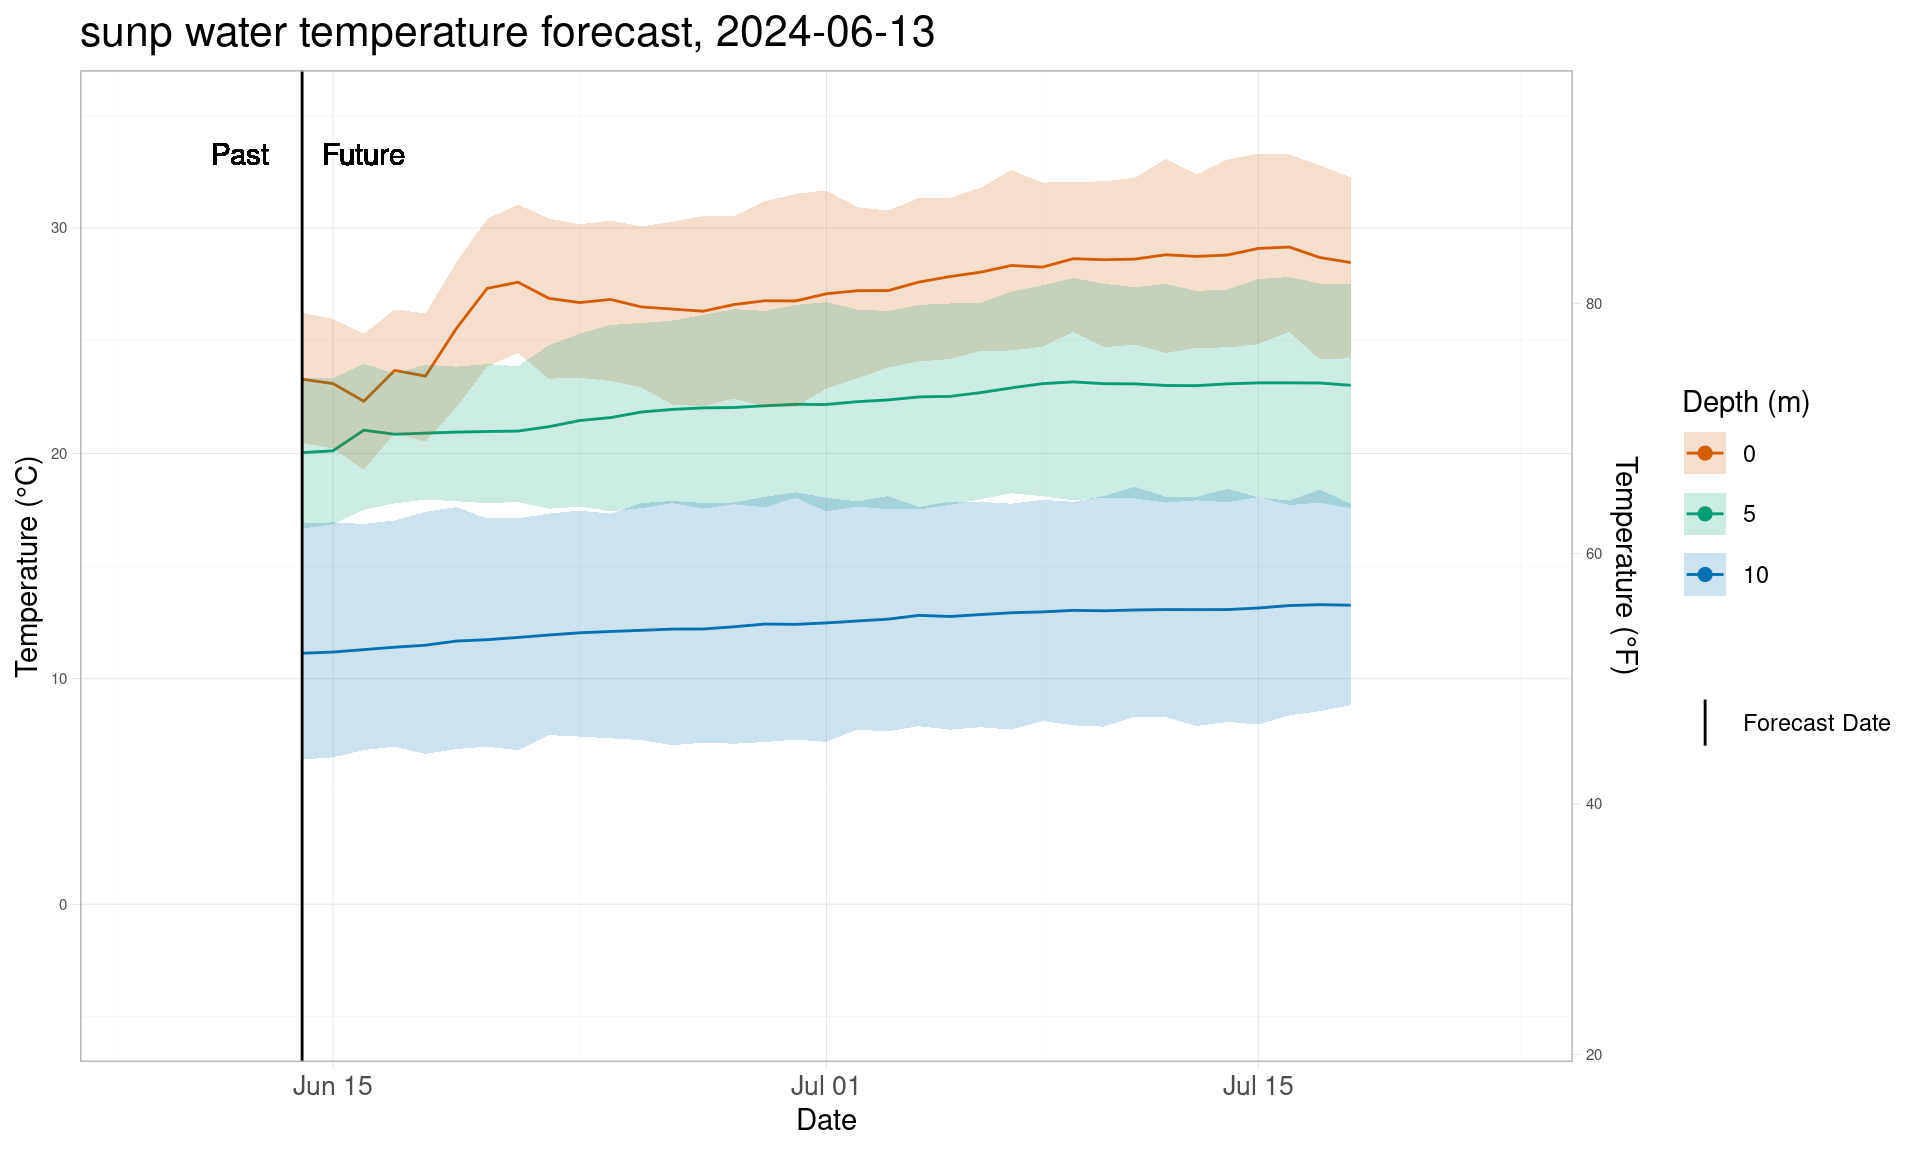 sunp water temperature forecast, 2024-06-13
Past
Future
30
20
10
0
Temperature (°C)
80
60
40
20
Temperature (°F)
Jun 15
Jul 01
Jul 15
Date
Depth (m)
0
5
10
Forecast Date